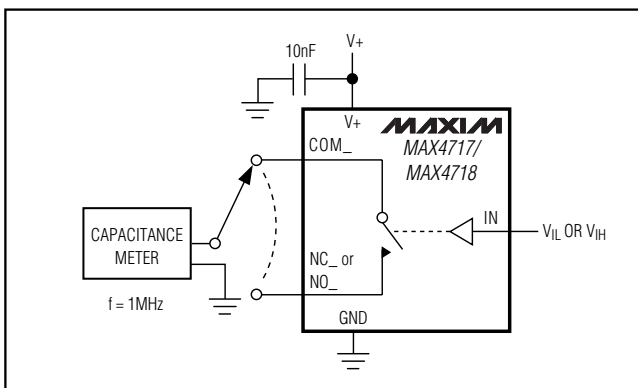 10nF
V+
V+
MAXIM
MAX4717/
MAX4718
COM_
IN
VIL OR VIH
CAPACITANCE
METER
NC_ or
NO_
f = 1MHz
GND